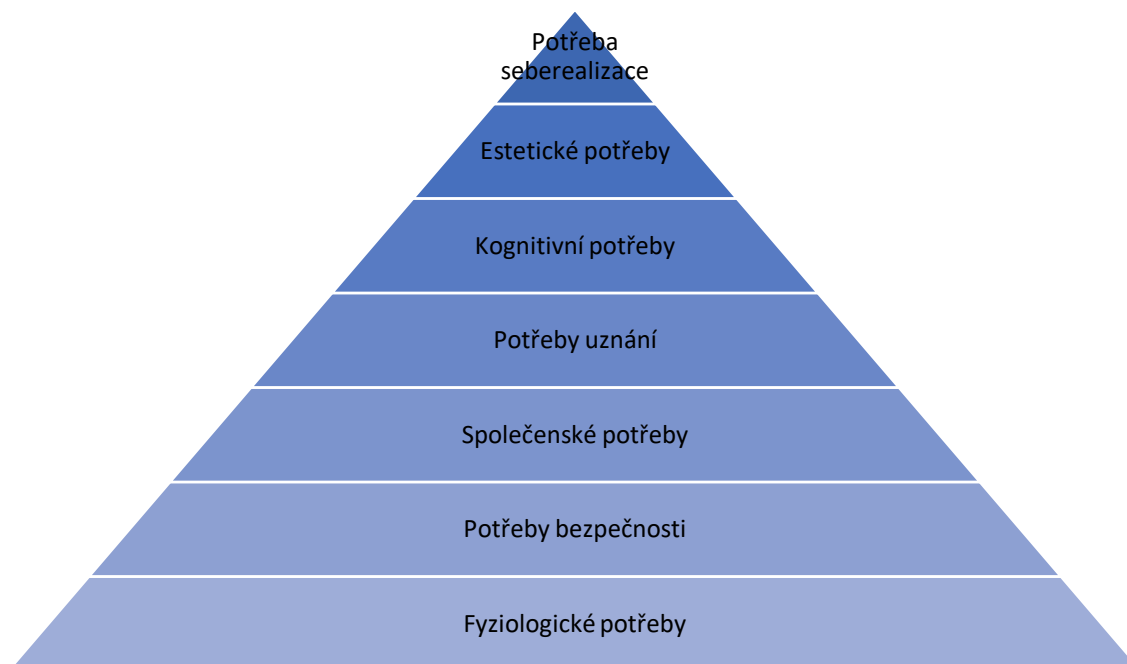 Potřeba
seberealizace
Estetické potřeby
Kognitivní potřeby
Potřeby uznání
Společenské potřeby
Potřeby bezpečnosti
Fyziologické potřeby